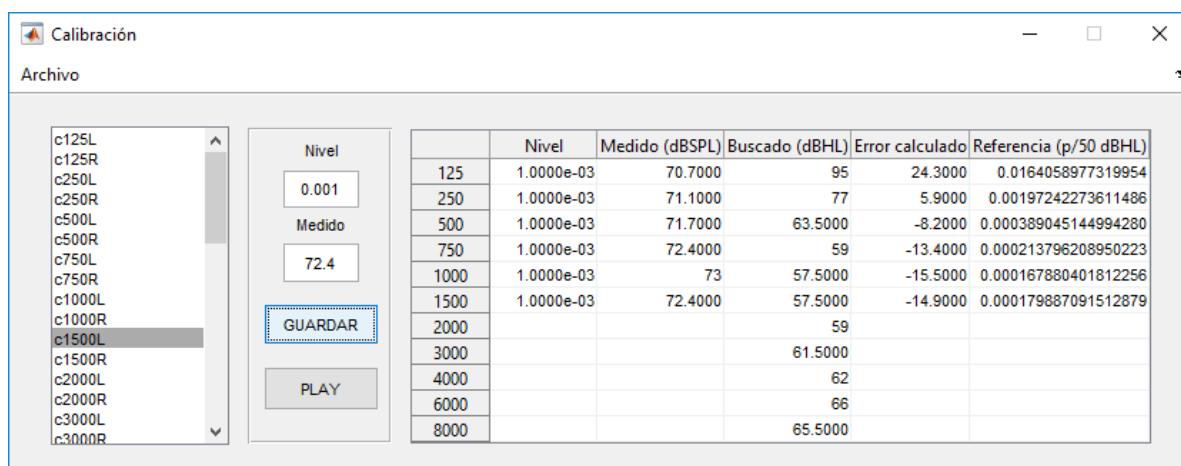 Calibración
Archivo
c125L
c125R
c250L
c250R
c500L
c500R
c750L
c750R
c1000L
c1000R
c1500L
c1500R
c2000L
c2000R
c3000L
c3000R
Nivel
0.001
Medido
72.4
GUARDAR
PLAY
Nivel Medido (dBSPL) Buscado (dBHL) Error calculado Referencia (p/50 dBHL)
125 1.0000e-03 70.7000 95 24.3000 0.0164058977319954
250 1.0000e-03 71.1000 77 5.9000 0.00197242273611486
500 1.0000e-03 71.7000 63.5000 -8.2000 0.000389045144994280
750 1.0000e-03 72.4000 59 -13.4000 0.000213796208950223
1000 1.0000e-03 73 57.5000 -15.5000 0.000167880401812256
1500 1.0000e-03 72.4000 57.5000 -14.9000 0.000179887091512879
2000 59
3000 61.5000
4000 62
6000 66
8000 65.5000